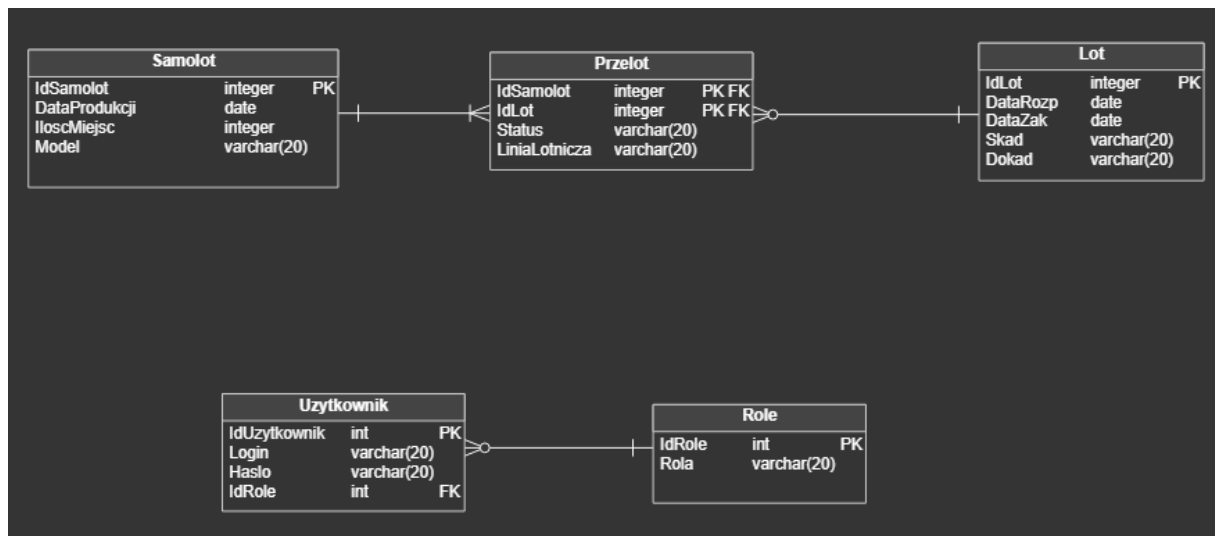 Samolot
IdSamolot integer PK
DataProdukcji date
IloscMiejsc integer
Model varchar(20)
Przelot
IdSamolot integer PK FK
IdLot integer PK FK
Status varchar(20)
LiniaLotnicza varchar(20)
Lot
IdLot integer PK
DataRozp date
DataZak date
Skad varchar(20)
Dokad varchar(20)
Uzytkownik
IdUzytkownik int PK
Login varchar(20)
Haslo varchar(20)
IdRole int FK
Role
IdRole int PK
Rola varchar(20)